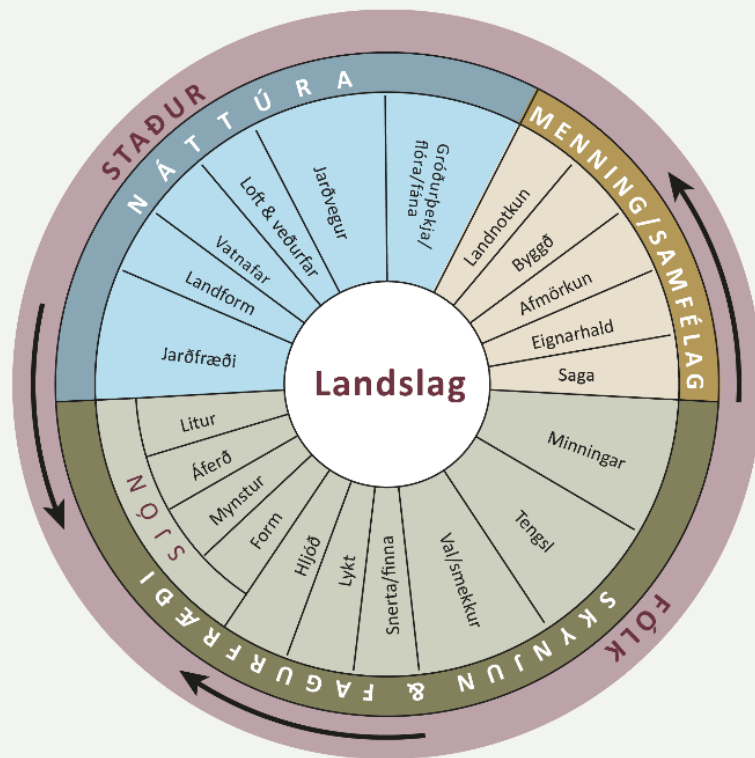 STAÐUR
NÁTTÚRA
Jarðfræði
Landform
Vatnafar
Loft & veðurfar
Jarðvegur
Gróðurþekja/
flóra/fána
MENNING/SAMFÉLAG
Landnotkun
Byggð
Afmörkun
Eignarhald
Saga
Landslag
FÓLK
SKYNJUN & FAGURFRÆÐI
Minningar
Tengsl
Val/smekkur
Snerta/finna
Lykt
Hljóð
SJÓN
Form
Mynstur
Áferð
Litur